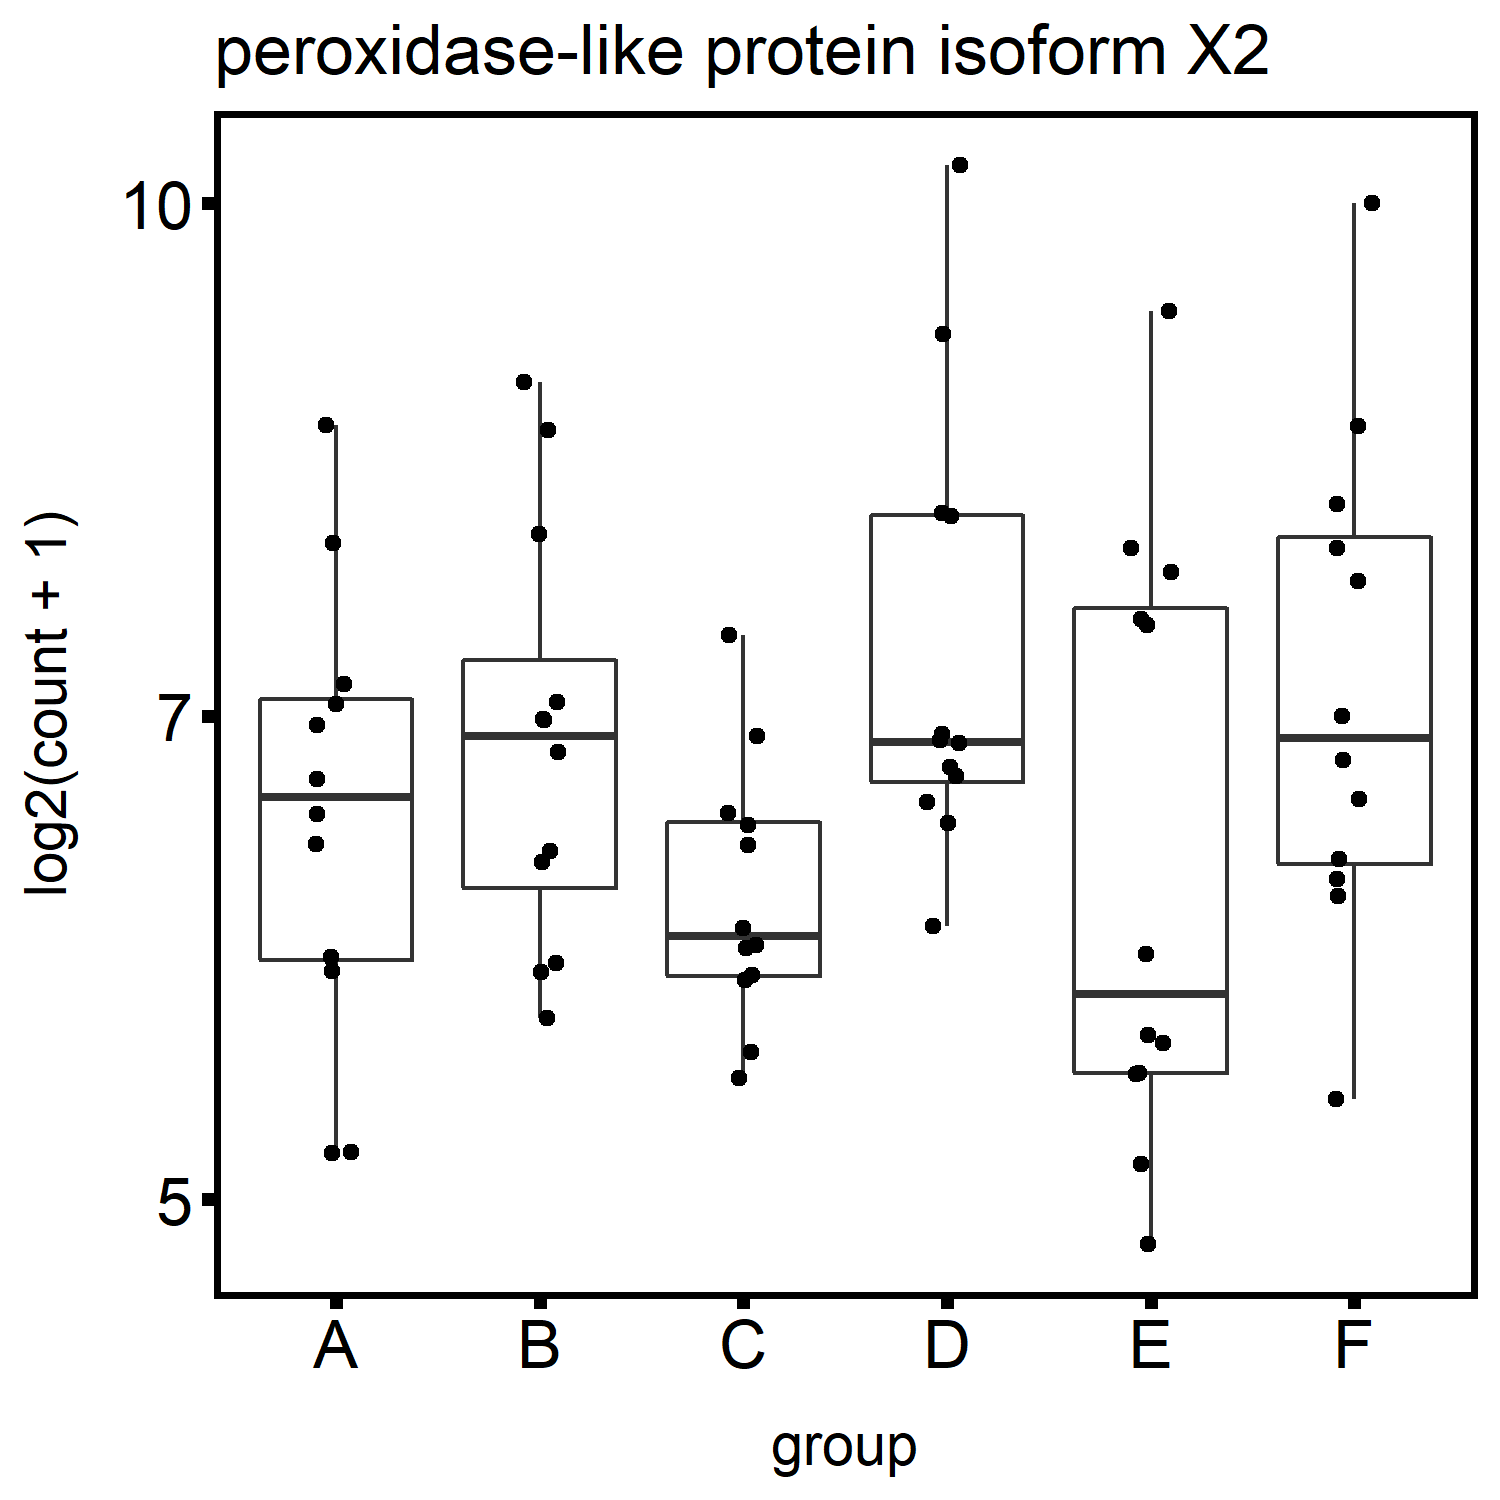 peroxidase-like protein isoform X2
10
7
5
log2(count + 1)
A B C D E F
group